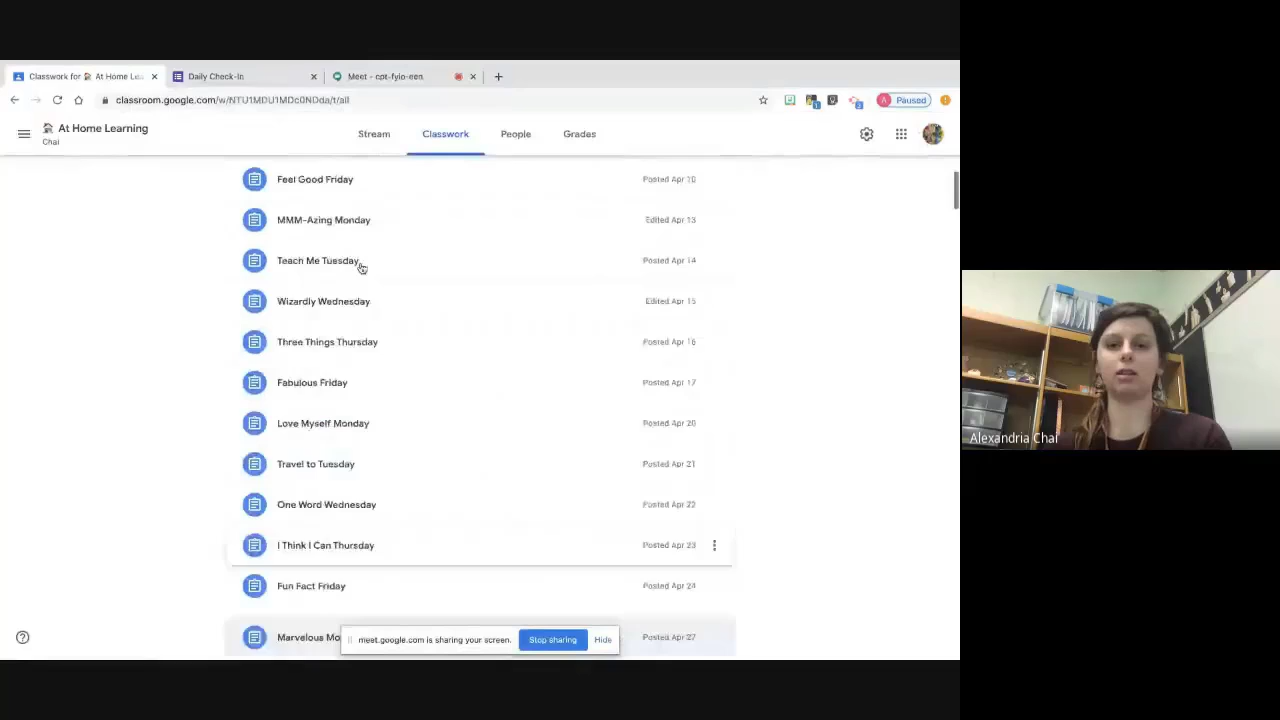 Classwork for 🏠 At Home Lea
Daily Check-In
Meet - cpt-fyio-een
classroom.google.com/w/NTU1MDU1MDc0NDda/t/all
Paused
At Home Learning
Chai
Stream
Classwork
People
Grades
Feel Good Friday Posted Apr 10
MMM-Azing Monday Edited Apr 13
Teach Me Tuesday Posted Apr 14
Wizardly Wednesday Edited Apr 15
Three Things Thursday Posted Apr 16
Fabulous Friday Posted Apr 17
Love Myself Monday Posted Apr 20
Travel to Tuesday Posted Apr 21
One Word Wednesday Posted Apr 22
I Think I Can Thursday Posted Apr 23
Fun Fact Friday Posted Apr 24
Marvelous Mo Posted Apr 27
meet.google.com is sharing your screen. Stop sharing Hide
Alexandria Chai